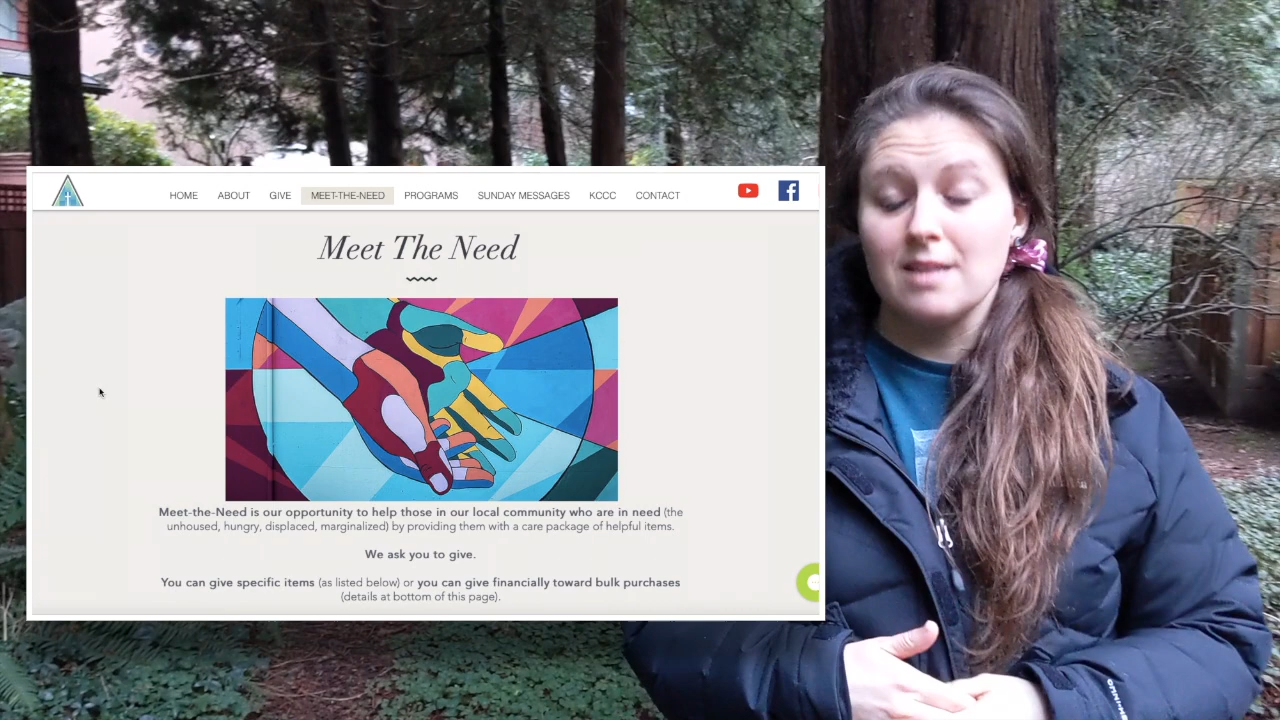 HOME ABOUT GIVE MEET-THE-NEED PROGRAMS SUNDAY MESSAGES KCCC CONTACT
Meet The Need
Meet-the-Need is our opportunity to help those in our local community who are in need (the
unhoused, hungry, displaced, marginalized) by providing them with a care package of helpful items.
We ask you to give.
You can give specific items (as listed below) or you can give financially toward bulk purchases
(details at bottom of this page).